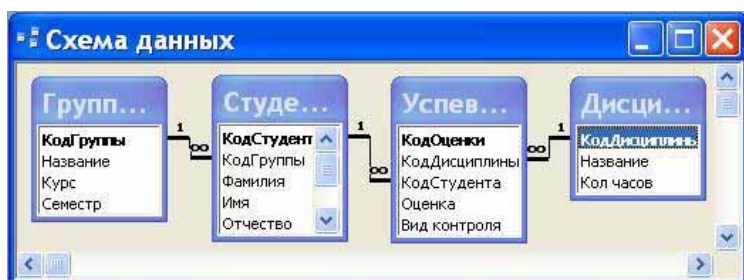 Схема данных
Групп...
КодГруппы
Название
Курс
Семестр
1
∞
Студе...
КодСтудент
КодГруппы
Фамилия
Имя
Отчество
1
∞
Успев...
КодОценки
КодДисциплины
КодСтудента
Оценка
Вид контроля
∞
1
Дисци...
КодДисциплины
Название
Кол часов